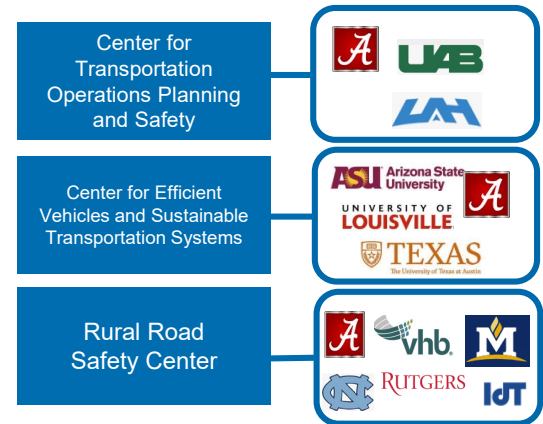 Center for
Transportation
Operations Planning
and Safety
A
UAB
UAH
Center for Efficient
Vehicles and Sustainable
Transportation Systems
ASU Arizona State
University
A
UNIVERSITY OF
LOUISVILLE
TEXAS
The University of Texas at Austin
Rural Road
Safety Center
A
vhb.
M
NC
RUTGERS
IdT